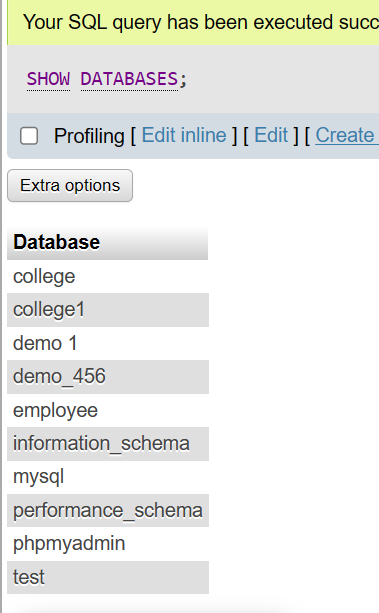 Your SQL query has been executed succ
SHOW DATABASES;
Profiling [ Edit inline ] [ Edit ] [ Create
Extra options
Database
college
college1
demo 1
demo_456
employee
information_schema
mysql
performance_schema
phpmyadmin
test